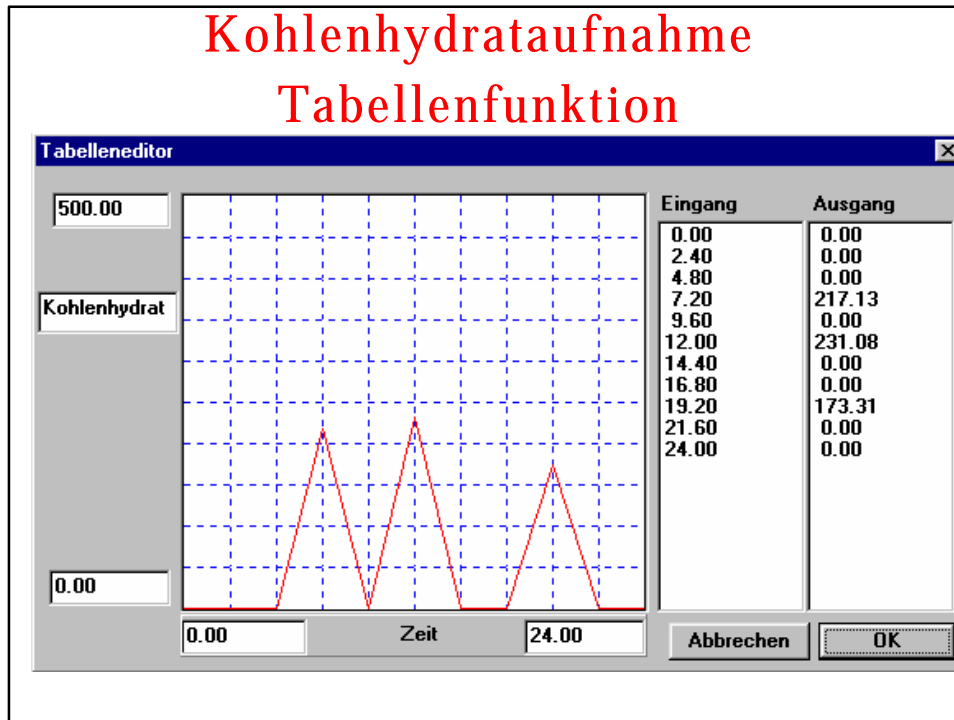 Kohlenhydrataufnahme
Tabellenfunktion
Tabelleneditor
500.00
Kohlenhydrat
0.00
0.00 Zeit 24.00
Eingang Ausgang
0.00 0.00
2.40 0.00
4.80 0.00
7.20 217.13
9.60 0.00
12.00 231.08
14.40 0.00
16.80 0.00
19.20 173.31
21.60 0.00
24.00 0.00
Abbrechen OK